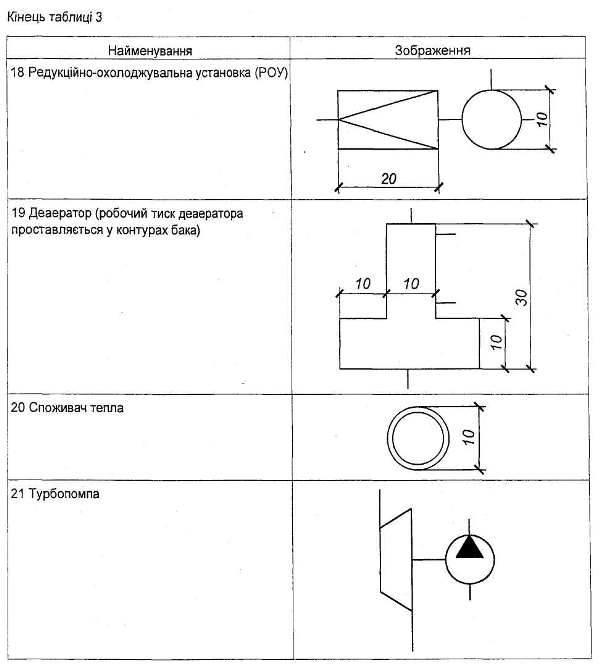 Кінець таблиці 3
Найменування
Зображення
18 Редукційно-охолоджувальна установка (РОУ)
10
20
19 Деаератор (робочий тиск деаератора
проставляється у контурах бака)
10
10
30
10
20 Споживач тепла
10
21 Турбопомпа